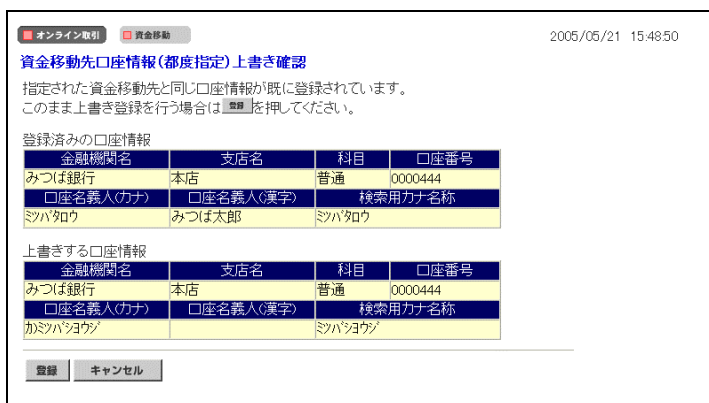 オンライン取引 資金移動 2005/05/21 15:48:50
資金移動先口座情報(都度指定)上書き確認
指定された資金移動先と同じ口座情報が既に登録されています。
このまま上書き登録を行う場合は 登録 を押してください。
登録済みの口座情報
金融機関名 支店名 科目 口座番号
みつば銀行 本店 普通 0000444
口座名義人(カナ) 口座名義人(漢字) 検索用カナ名称
ﾐﾂﾊﾞﾀﾛｳ みつば太郎 ﾐﾂﾊﾞﾀﾛｳ
上書きする口座情報
金融機関名 支店名 科目 口座番号
みつば銀行 本店 普通 0000444
口座名義人(カナ) 口座名義人(漢字) 検索用カナ名称
ｶ)ﾐﾂﾊﾞｼﾖｳｼﾞ ﾐﾂﾊﾞｼﾖｳｼﾞ
登録 キャンセル